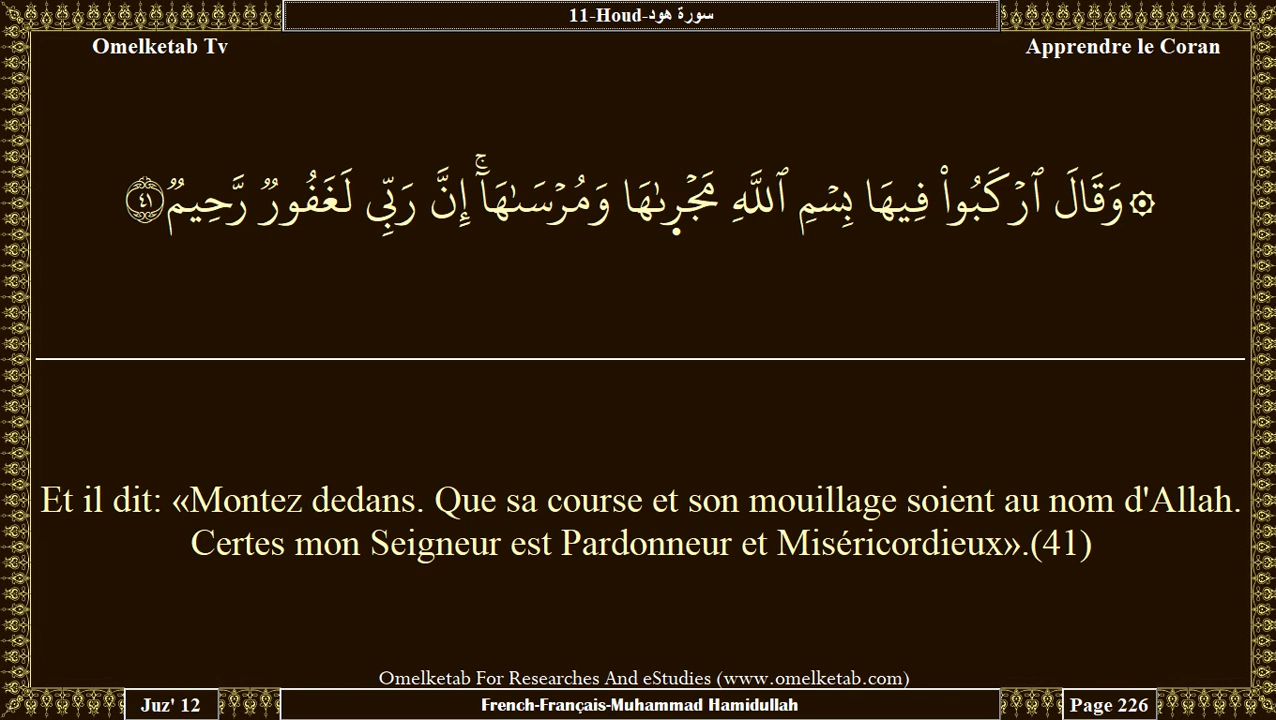 11-Houd-سورة هود
Omelketab Tv
Apprendre le Coran
۞ وَقَالَ ٱرْكَبُوا۟ فِيهَا بِسْمِ ٱللَّهِ مَجْر۪ىٰهَا وَمُرْسَىٰهَآ ۚ إِنَّ رَبِّى لَغَفُورٌۭ رَّحِيمٌۭ ٤١
Et il dit: «Montez dedans. Que sa course et son mouillage soient au nom d'Allah.
Certes mon Seigneur est Pardonneur et Miséricordieux».(41)
Omelketab For Researches And eStudies (www.omelketab.com)
Juz' 12
French-Français-Muhammad Hamidullah
Page 226